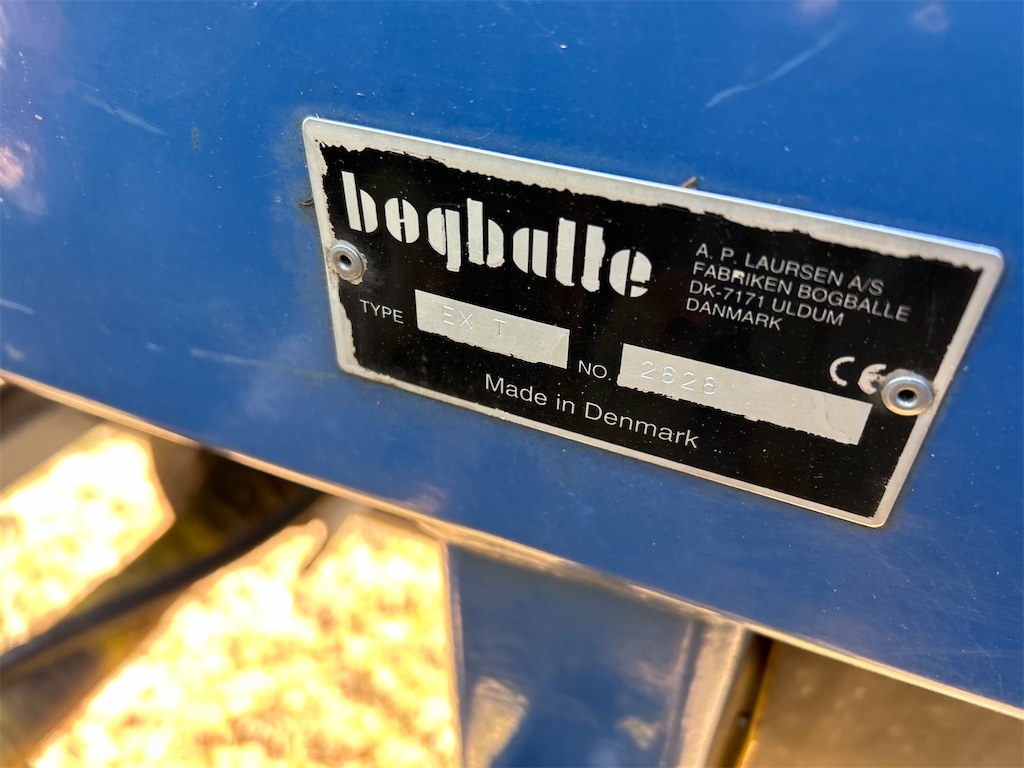 bogballe
A. P. LAURSEN A/S
FABRIKEN BOGBALLE
DK-7171 ULDUM
DANMARK
TYPE EX T
NO. 2626
CE
Made in Denmark